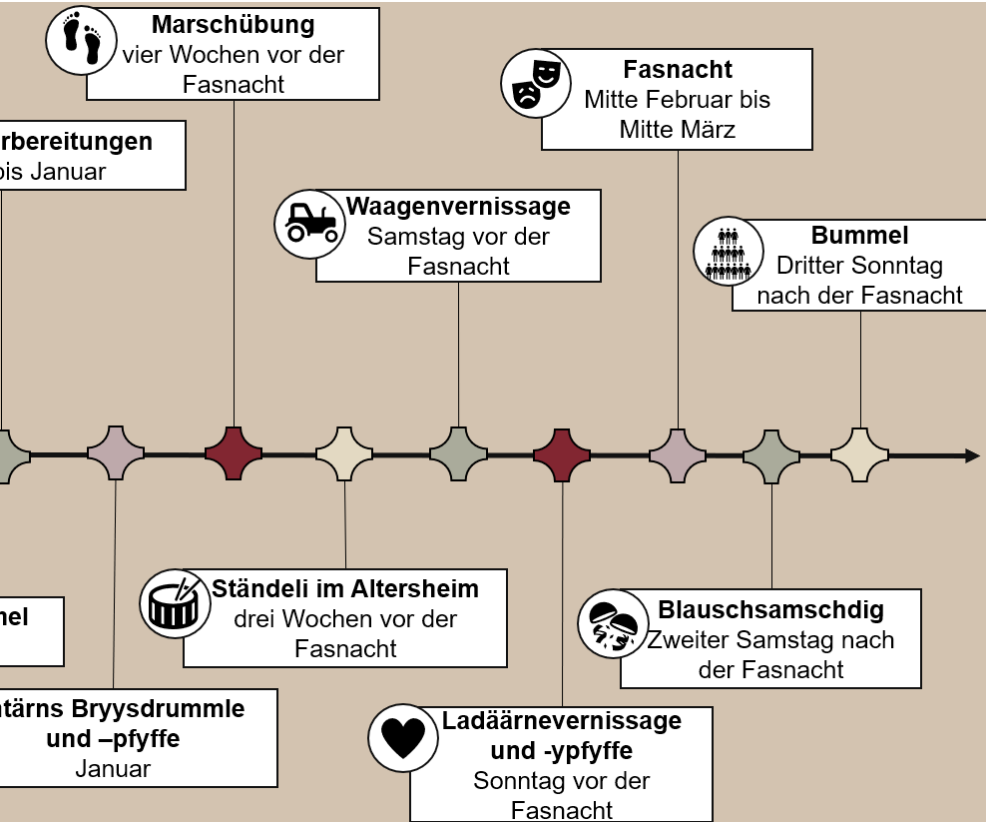 Marschübung
vier Wochen vor der
Fasnacht
Fasnacht
Mitte Februar bis
Mitte März
rbereitungen
bis Januar
Waagenvernissage
Samstag vor der
Fasnacht
Bummel
Dritter Sonntag
nach der Fasnacht
Ständeli im Altersheim
drei Wochen vor der
Fasnacht
Blauschsamschdig
Zweiter Samstag nach
der Fasnacht
mel
ntärns Bryysdrummle
und –pfyffe
Januar
Ladäärnevernissage
und -ypfyffe
Sonntag vor der
Fasnacht